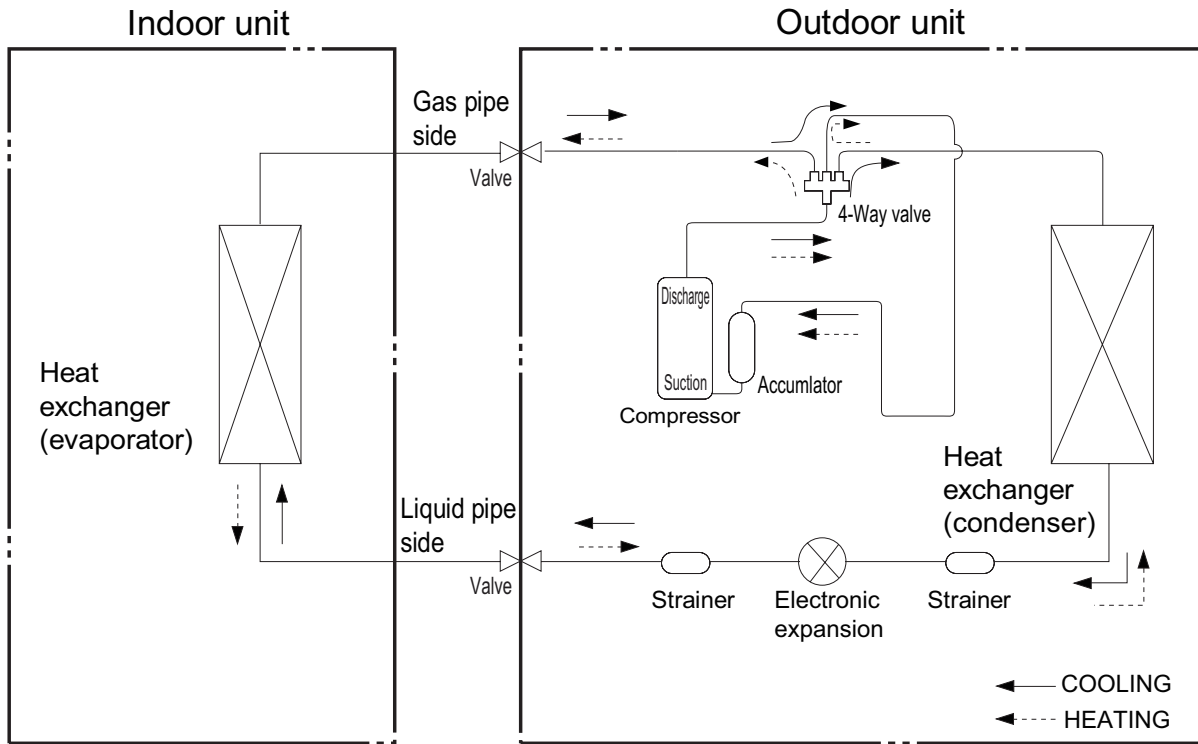 Indoor unit
Outdoor unit
Gas pipe
side
Valve
4-Way valve
Discharge
Suction
Accumlator
Compressor
Heat
exchanger
(evaporator)
Heat
exchanger
(condenser)
Liquid pipe
side
Valve
Strainer
Electronic
expansion
Strainer
COOLING
HEATING